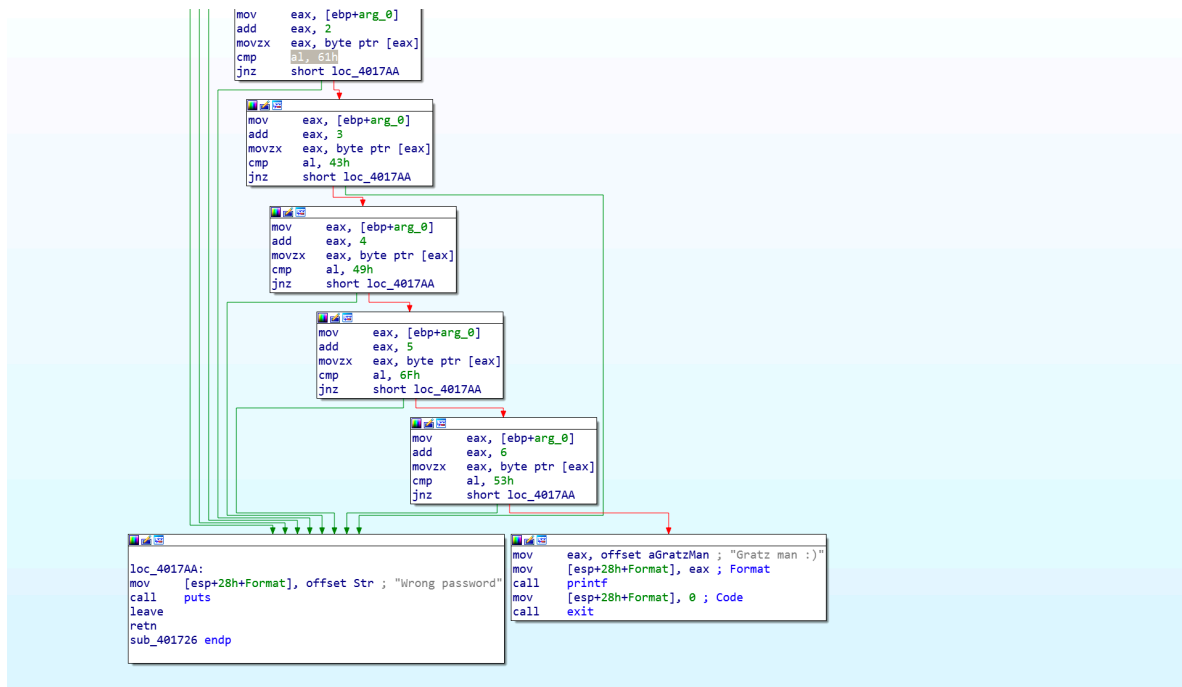 mov     eax, [ebp+arg_0]
add     eax, 2
movzx   eax, byte ptr [eax]
cmp     al, 61h
jnz     short loc_4017AA
mov     eax, [ebp+arg_0]
add     eax, 3
movzx   eax, byte ptr [eax]
cmp     al, 43h
jnz     short loc_4017AA
mov     eax, [ebp+arg_0]
add     eax, 4
movzx   eax, byte ptr [eax]
cmp     al, 49h
jnz     short loc_4017AA
mov     eax, [ebp+arg_0]
add     eax, 5
movzx   eax, byte ptr [eax]
cmp     al, 6Fh
jnz     short loc_4017AA
mov     eax, [ebp+arg_0]
add     eax, 6
movzx   eax, byte ptr [eax]
cmp     al, 53h
jnz     short loc_4017AA
loc_4017AA:
mov     [esp+28h+Format], offset Str ; "Wrong password"
call    puts
leave
retn
sub_401726 endp
mov     eax, offset aGratzMan ; "Gratz man :)"
mov     [esp+28h+Format], eax ; Format
call    printf
mov     [esp+28h+Format], 0 ; Code
call    exit